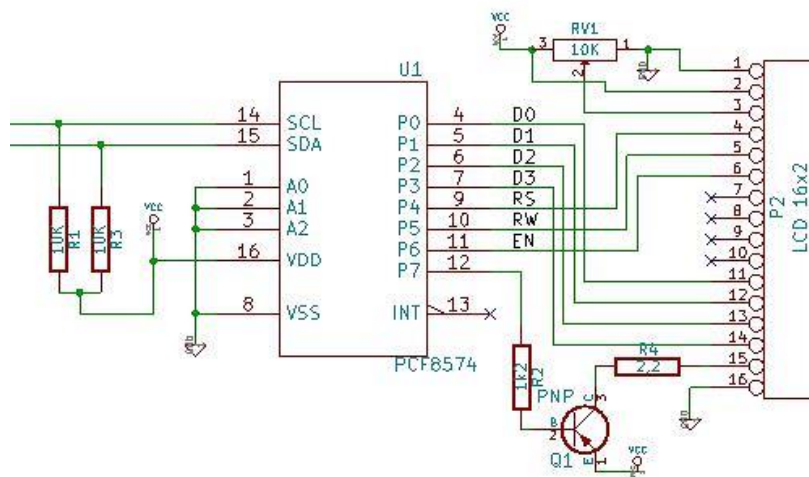 VCC
RV1
3 10K 1
2
U1
14 SCL P0 4 D0
15 SDA P1 5 D1
P2 6 D2
1 A0 P3 7 D3
2 A1 P4 9 RS
3 A2 P5 10 RW
P6 11 EN
16 VDD P7 12
8 VSS INT 13
PCF8574
VCC
10K R1
10K R3
1k2 R2
PNP
B
2
C
3
E
1
Q1
VCC
R4
2,2
1
2
3
4
5
6
7
8
9
10
11
12
13
14
15
16
P2
LCD 16x2